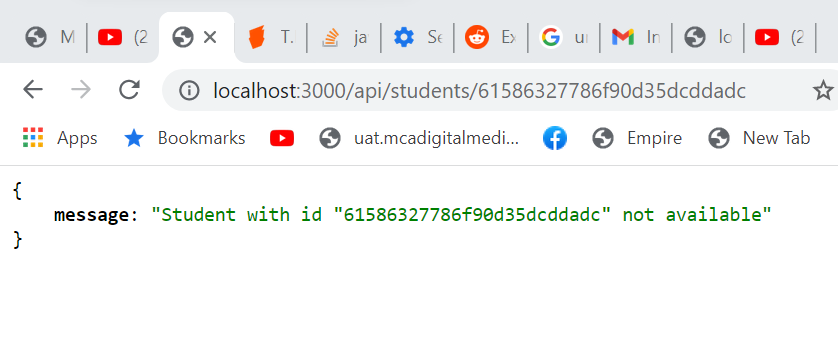 M (2 T. ja Se Ex G ui In lo (2
localhost:3000/api/students/61586327786f90d35dcddadc
Apps Bookmarks uat.mcadigitalmedi... Empire New Tab
{
message: "Student with id "61586327786f90d35dcddadc" not available"
}